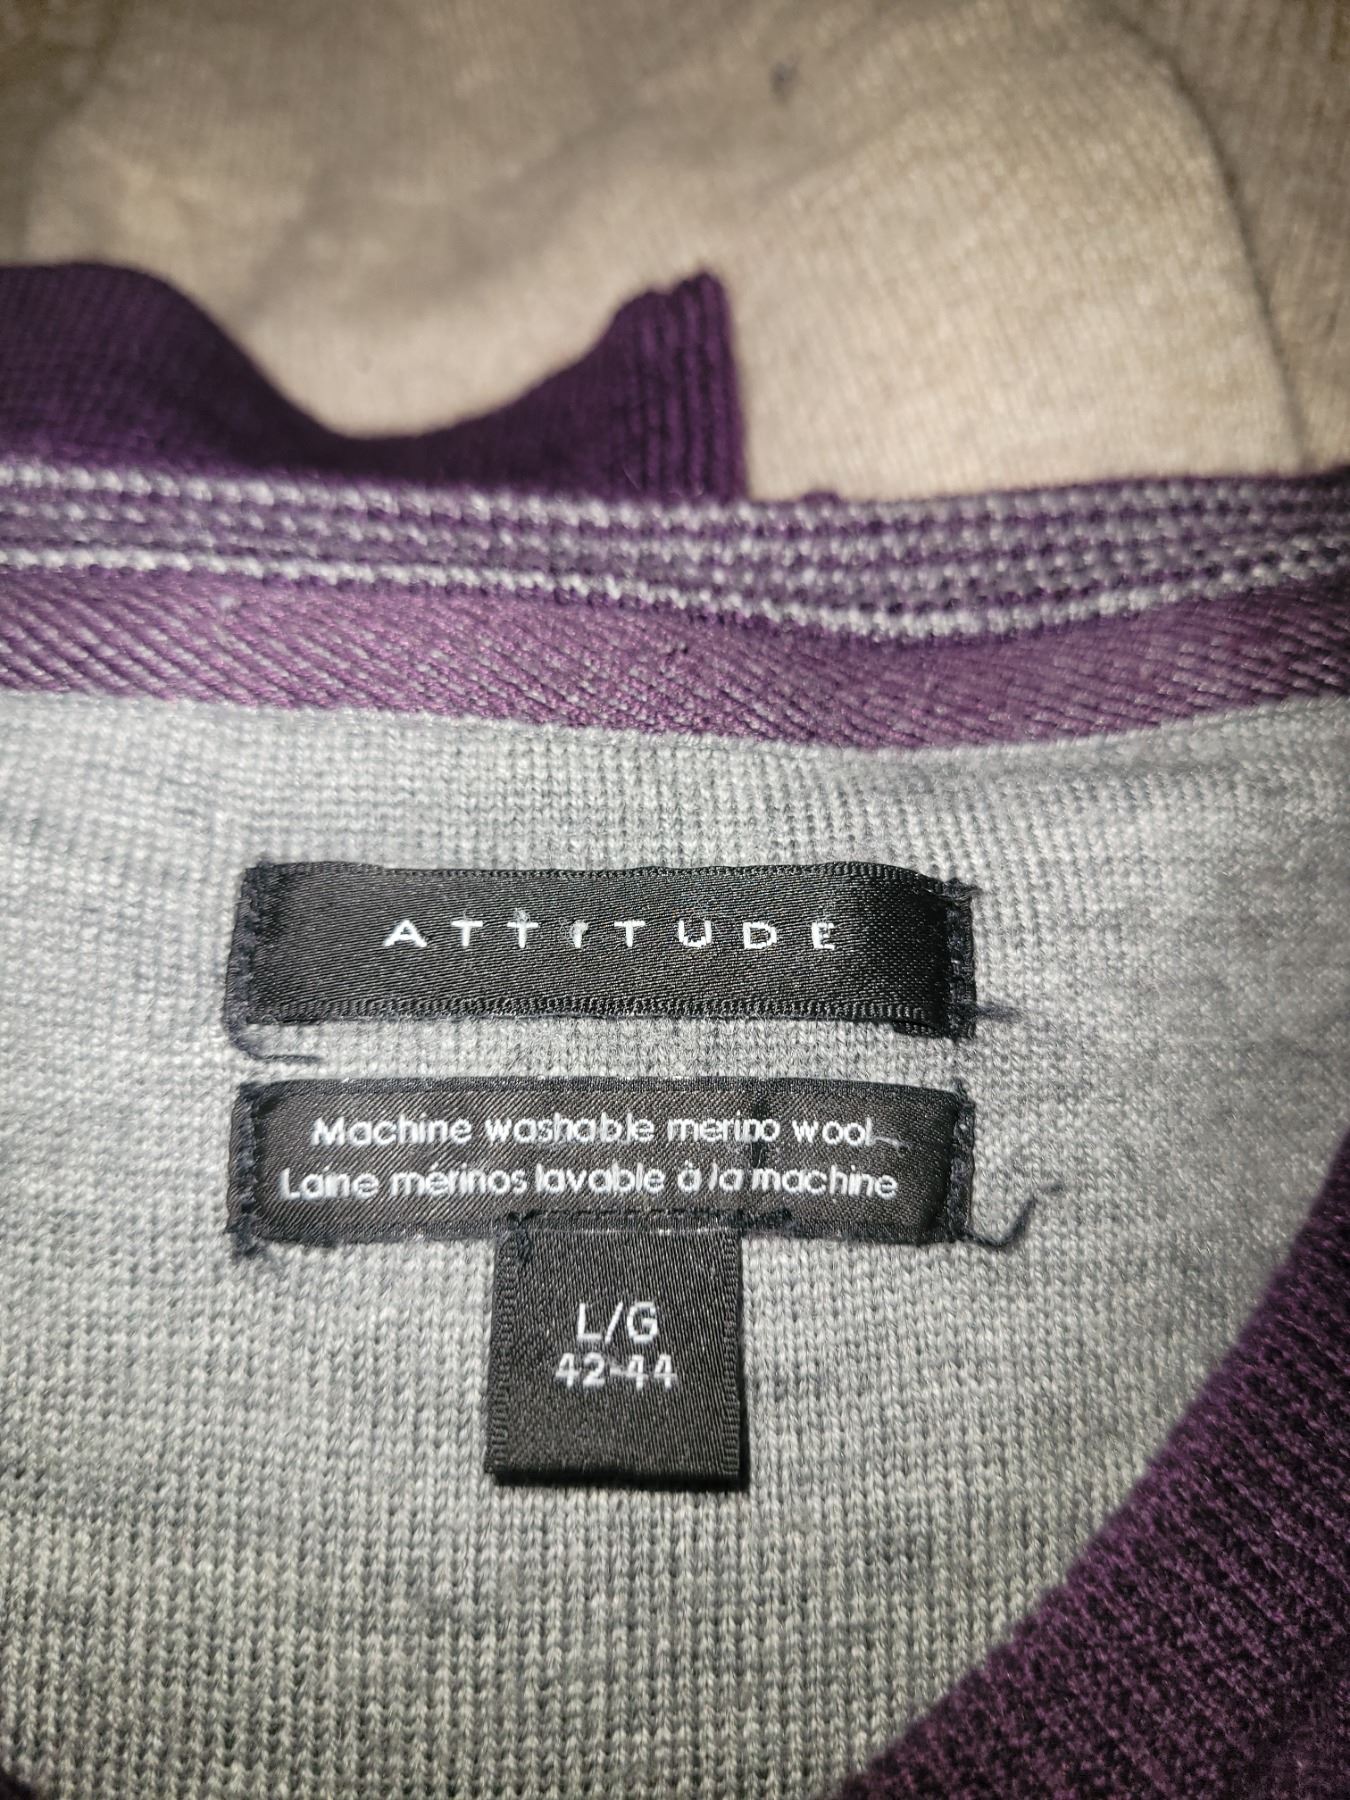 ATTITUDE
Machine washable merino wool
Laine mérinos lavable à la machine
L/G
42-44